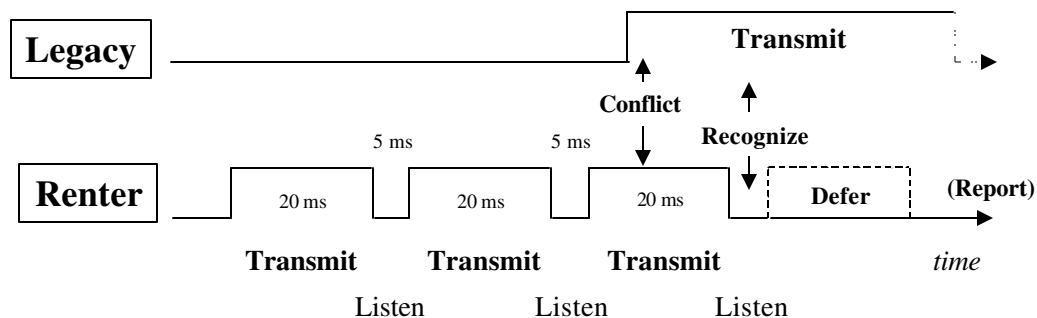 Legacy
Transmit
Conflict
5 ms 5 ms Recognize
Renter
20 ms 20 ms 20 ms Defer (Report)
Transmit Transmit Transmit time
Listen Listen Listen